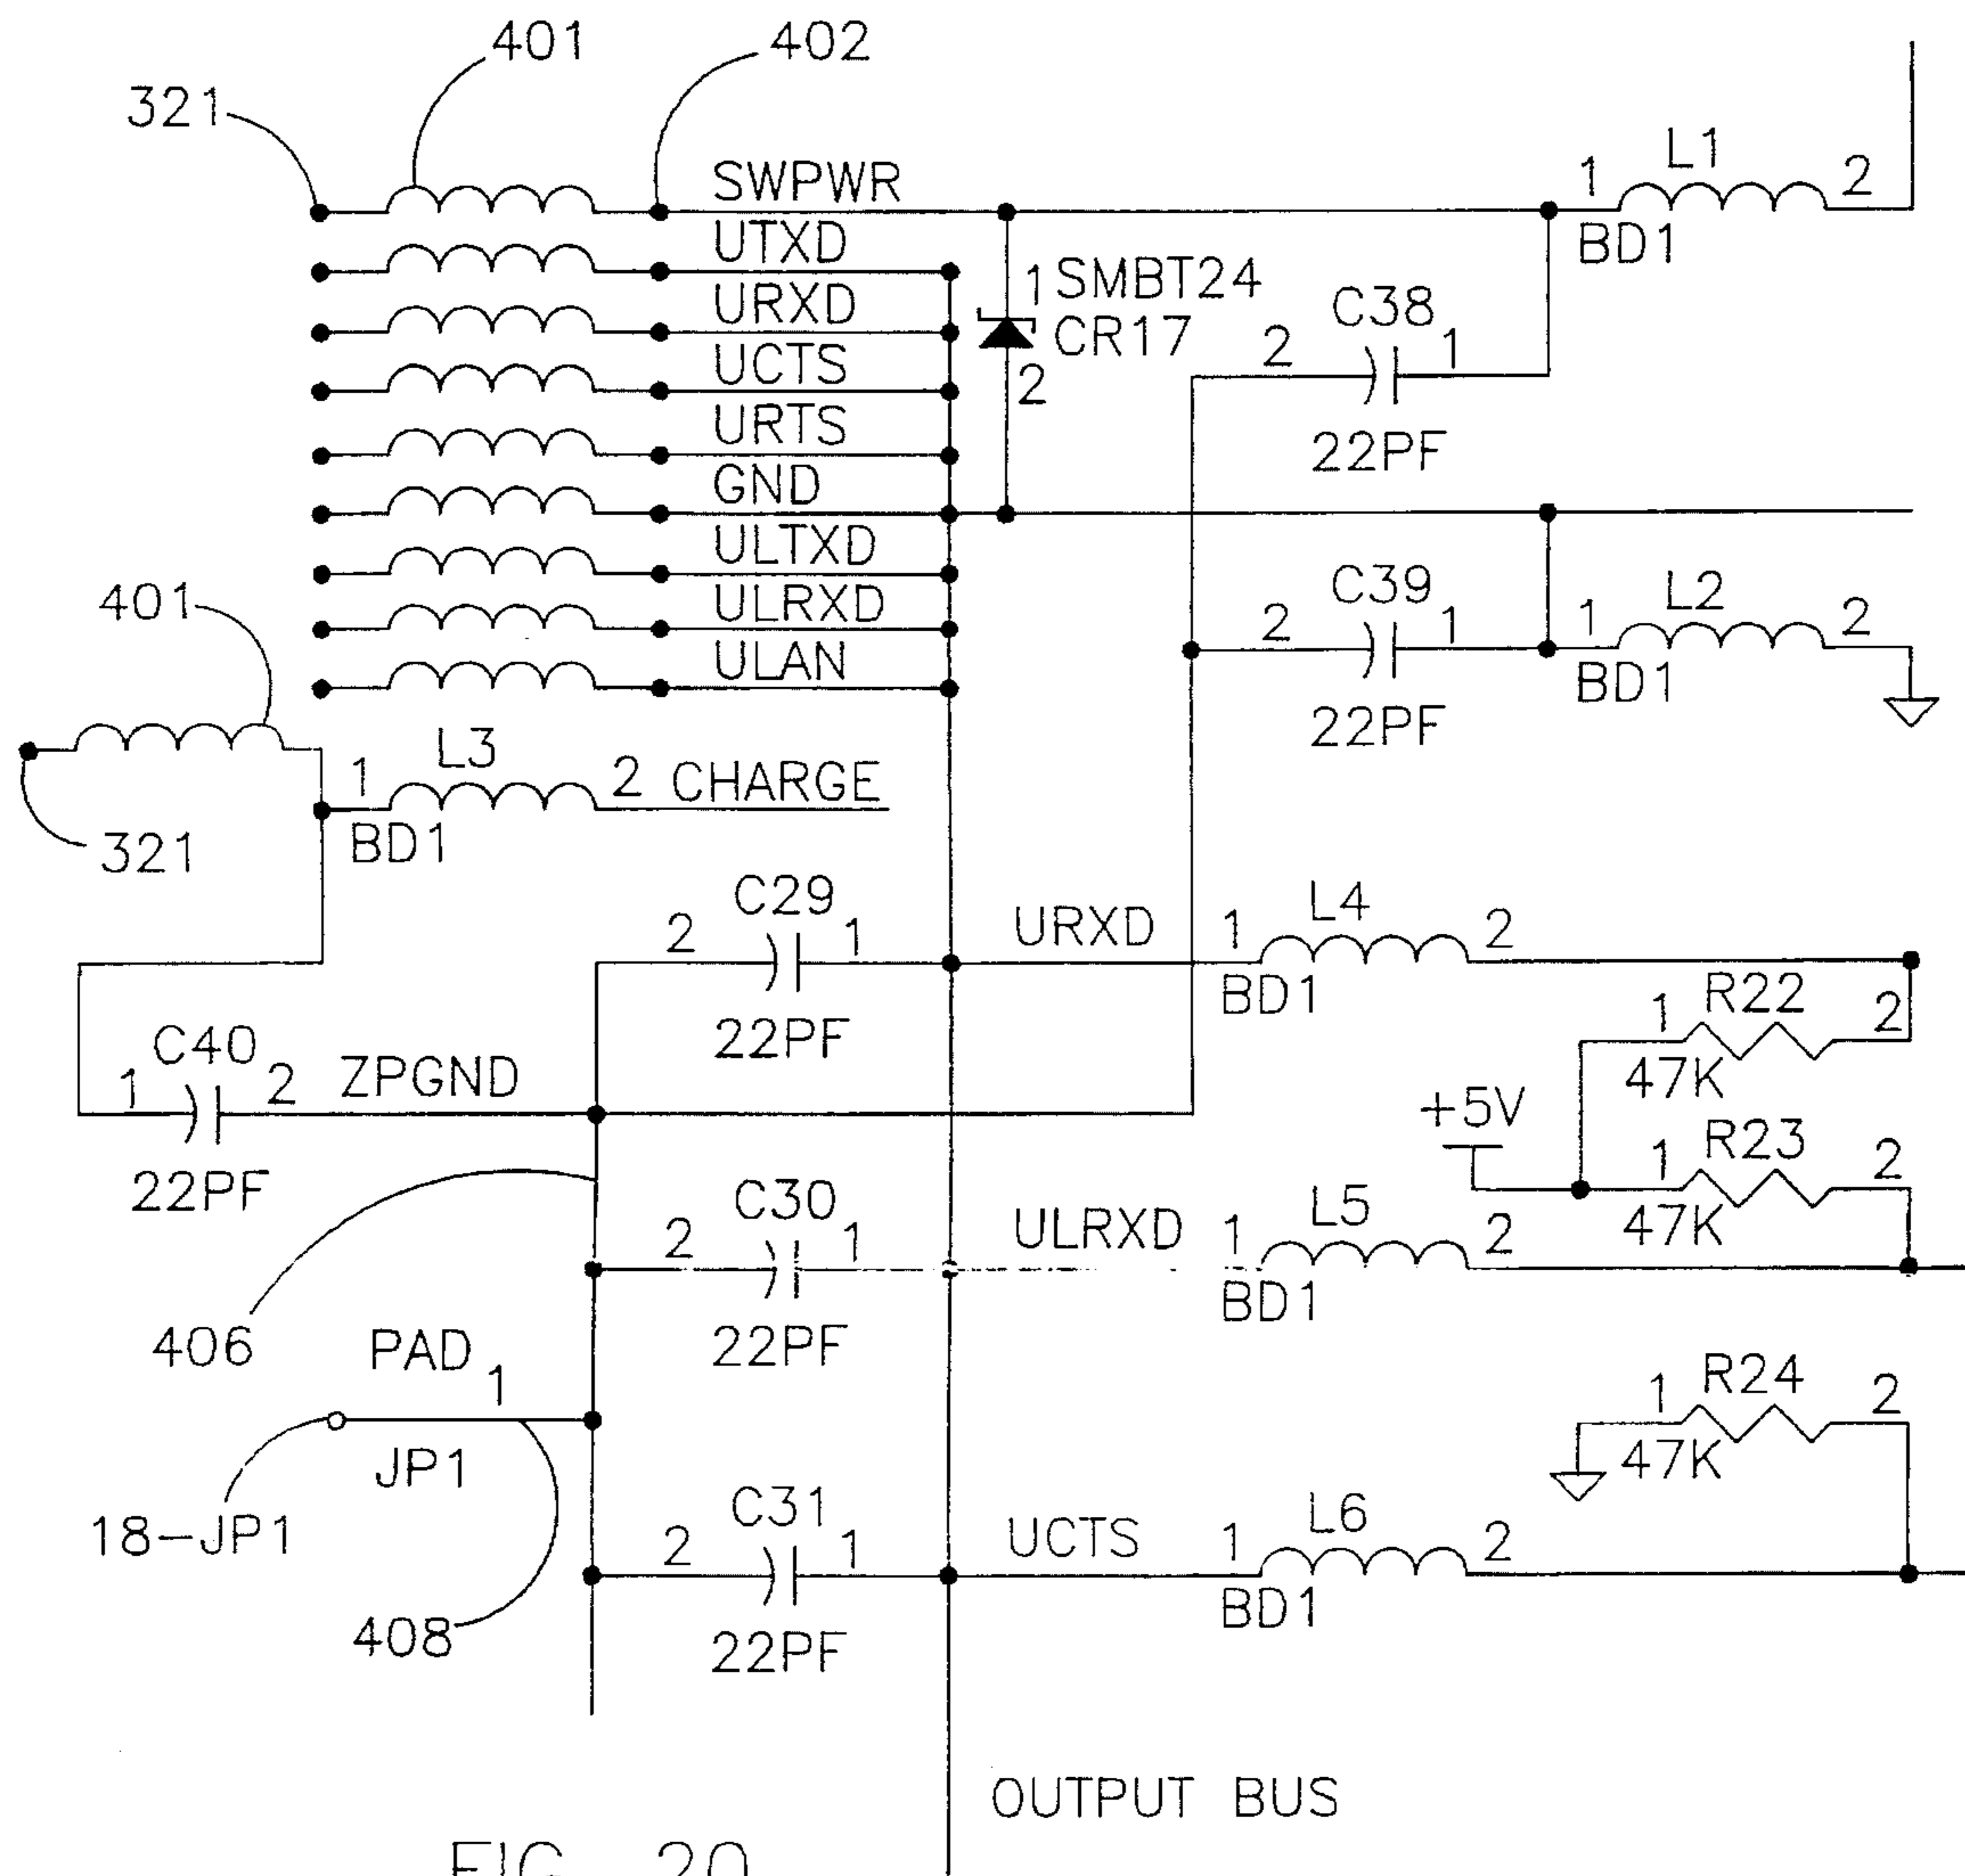 401
402
321
SWPWR
1
L1
2
BD1
UTXD
1 SMBT24
CR17
2
URXD
2
C38
1
22PF
UCTS
URTS
GND
ULTXD
2
C39
1
22PF
1
L2
2
BD1
401
ULRXD
ULAN
1
L3
2
CHARGE
BD1
321
2
C29
1
22PF
URXD
1
L4
2
BD1
1
R22
2
47K
1
C40
2
22PF
ZPGND
+5V
1
R23
2
47K
2
C30
1
22PF
ULRXD
1
L5
2
BD1
406
PAD
1
JP1
18-JP1
1
R24
2
47K
2
C31
1
22PF
UCTS
1
L6
2
BD1
408
OUTPUT BUS
FIG. 20